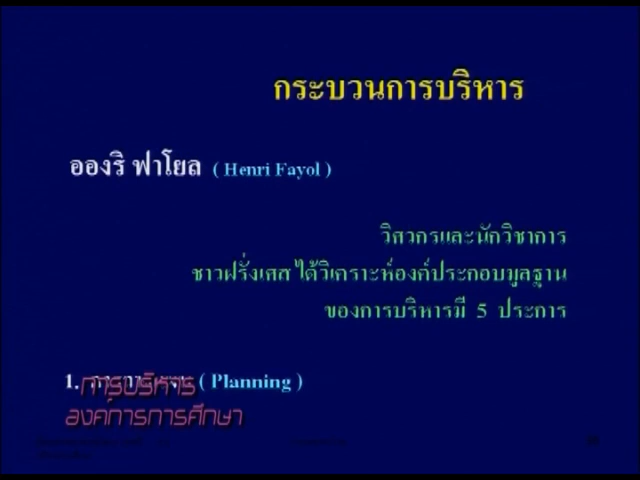 กระบวนการบริหาร
อองริ ฟาโยล ( Henri Fayol )
วิศวกรและนักวิชาการ
ชาวฝรั่งเศส ได้วิเคราะห์องค์ประกอบมูลฐาน
ของการบริหารมี 5 ประการ
1. ( Planning )
การบริหาร
องค์การการศึกษา